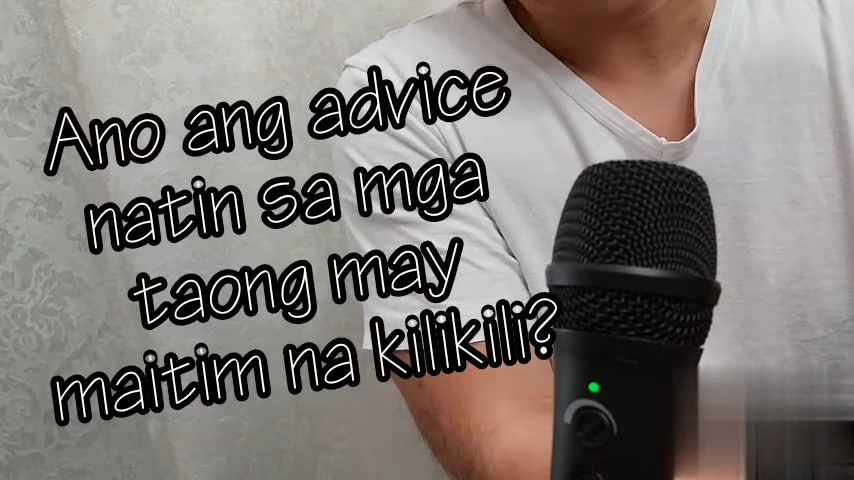 Ano ang advice
natin sa mga
taong may
maitim na kilikili?